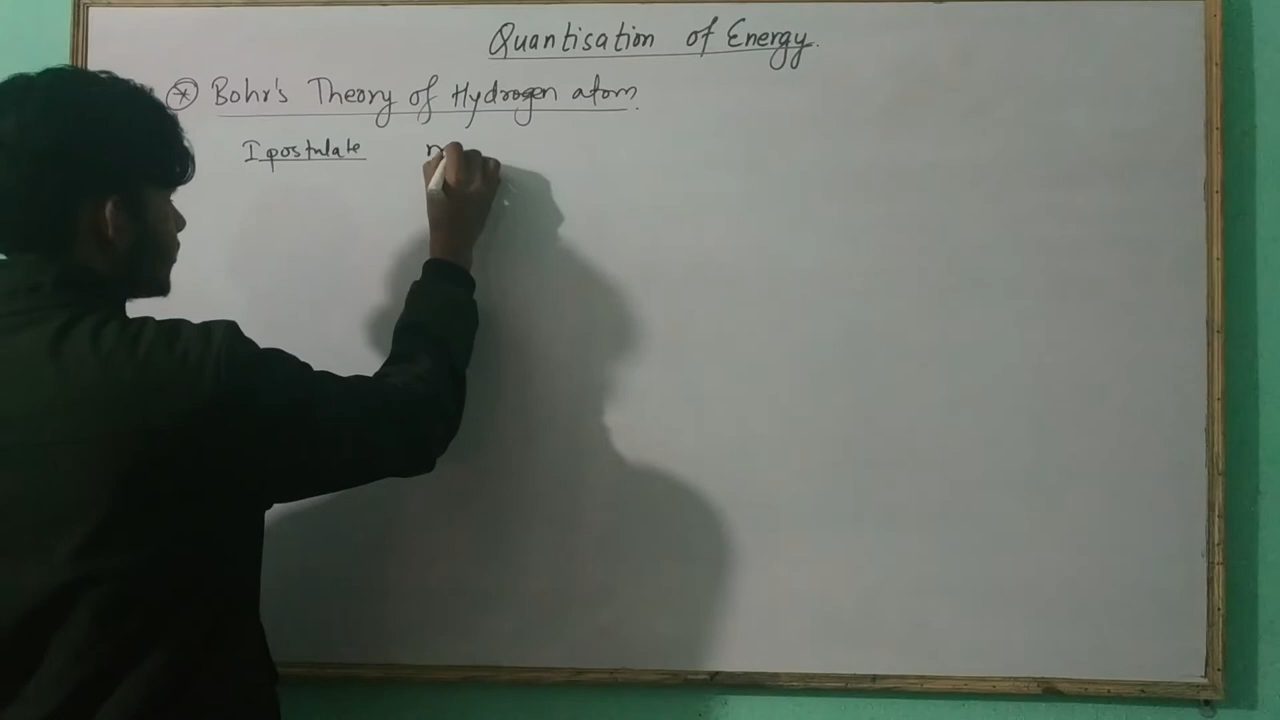 Quantisation of Energy.
⊛ Bohr's Theory of Hydrogen atom.
I postulate